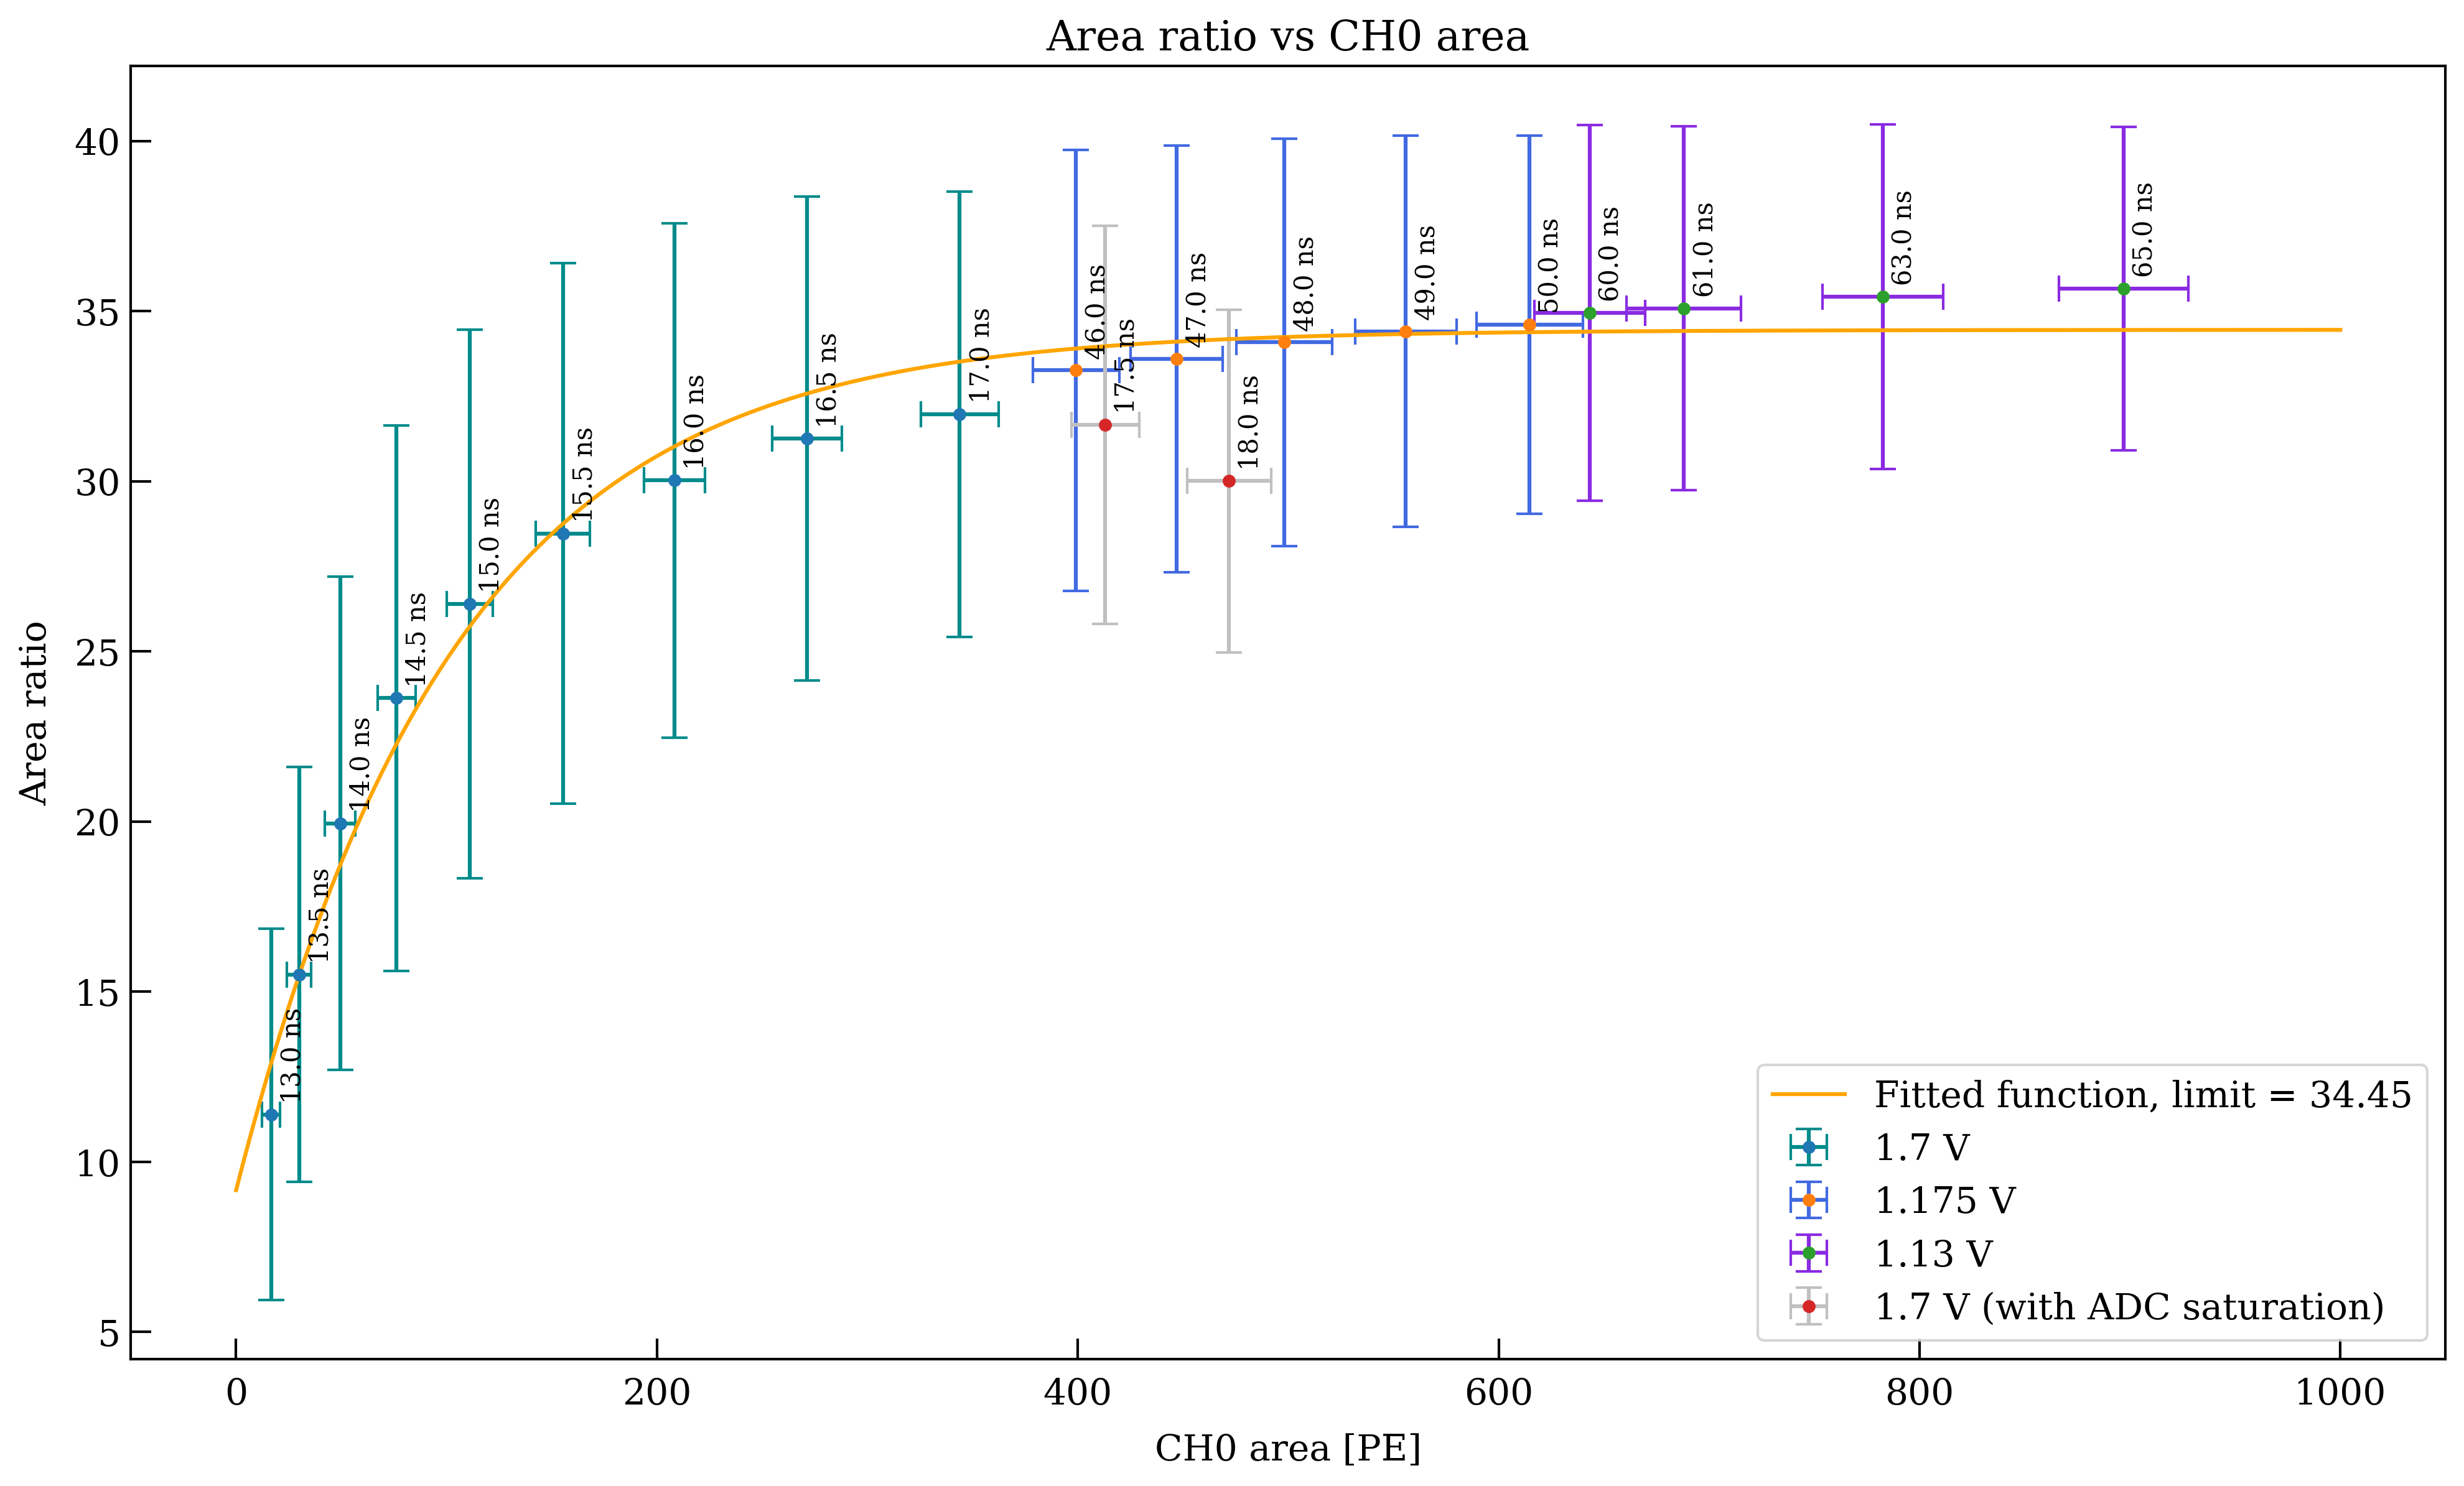 Area ratio vs CH0 area
40
35
30
25
20
15
10
5
Area ratio
13.0 ns
13.5 ns
14.0 ns
14.5 ns
15.0 ns
15.5 ns
16.0 ns
16.5 ns
17.0 ns
46.0 ns
17.5 ns
47.0 ns
18.0 ns
48.0 ns
49.0 ns
50.0 ns
60.0 ns
61.0 ns
63.0 ns
65.0 ns
Fitted function, limit = 34.45
1.7 V
1.175 V
1.13 V
1.7 V (with ADC saturation)
0
200
400
600
800
1000
CH0 area [PE]